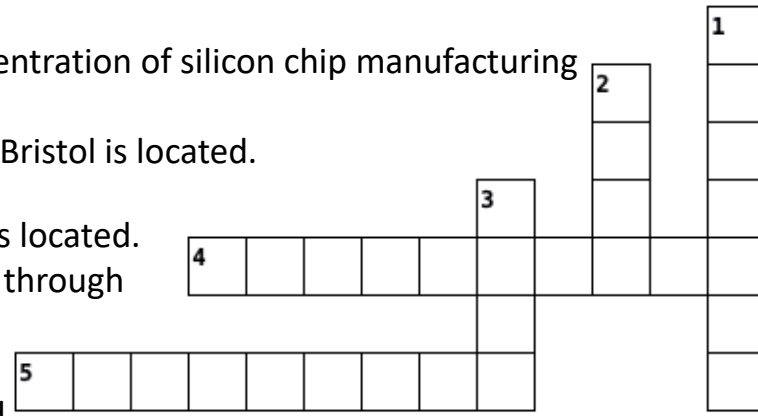 1
entration of silicon chip manufacturing
2
Bristol is located.
3
s located.
4
through
5